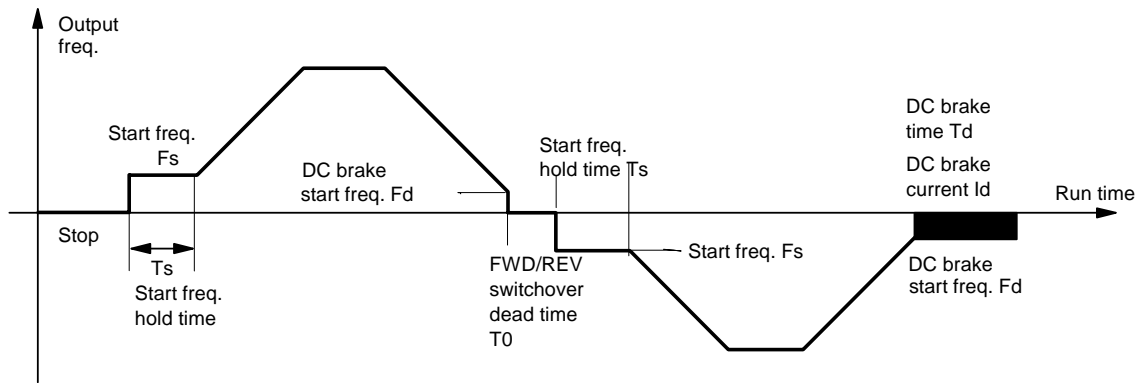 Output
freq.
Start freq.
Fs
DC brake
start freq. Fd
Start freq.
hold time Ts
DC brake
time Td
DC brake
current Id
Run time
Stop
Ts
Start freq.
hold time
FWD/REV
switchover
dead time
T0
Start freq. Fs
DC brake
start freq. Fd